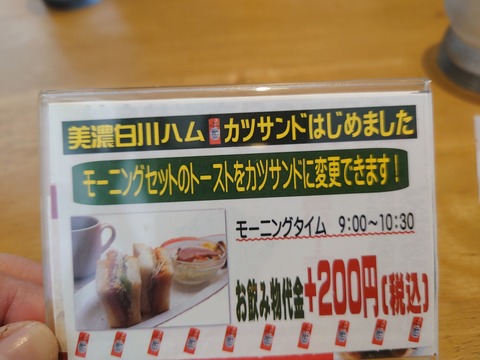 美濃白川ハムカツサンドはじめました
モーニングセットのトーストをカツサンドに変更できます！
モーニングタイム 9:00～10:30
お飲み物代金+200円(税込)